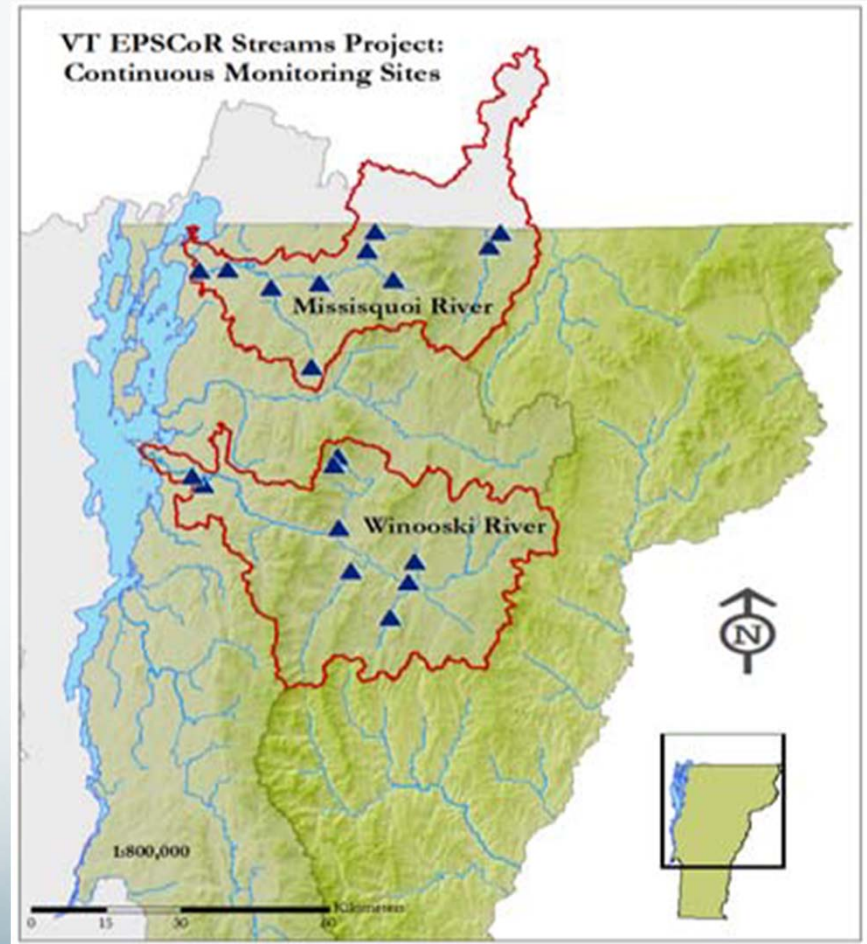 VT EPSCoR Streams Project:
Continuous Monitoring Sites
Missisquoi River
Winooski River
N
1:800,000
Kilometers
0 15 30 60